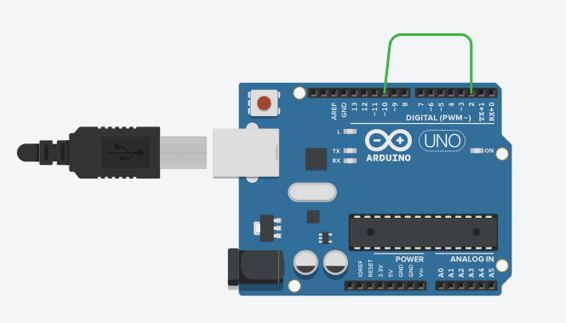 AREF
GND
13
12
~11
~10
~9
8
7
~6
~5
4
~3
2
TX→1
RX←0
DIGITAL (PWM~)
L
TX
RX
ARDUINO
UNO
ON
POWER
ANALOG IN
IOREF
RESET
3.3V
5V
GND
GND
Vin
A0
A1
A2
A3
A4
A5